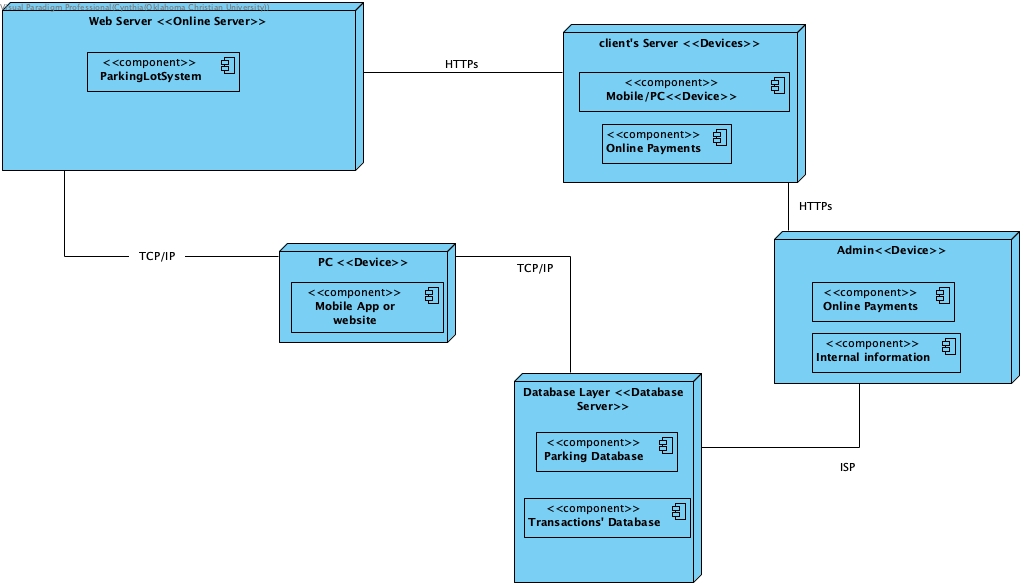 Visual Paradigm Professional(Cynthia(Oklahoma Christian University))
Web Server <<Online Server>>
<<component>>
ParkingLotSystem
HTTPs
client's Server <<Devices>>
<<component>>
Mobile/PC<<Device>>
<<component>>
Online Payments
HTTPs
TCP/IP
PC <<Device>>
<<component>>
Mobile App or
website
TCP/IP
Admin<<Device>>
<<component>>
Online Payments
<<component>>
Internal information
Database Layer <<Database
Server>>
<<component>>
Parking Database
<<component>>
Transactions' Database
ISP